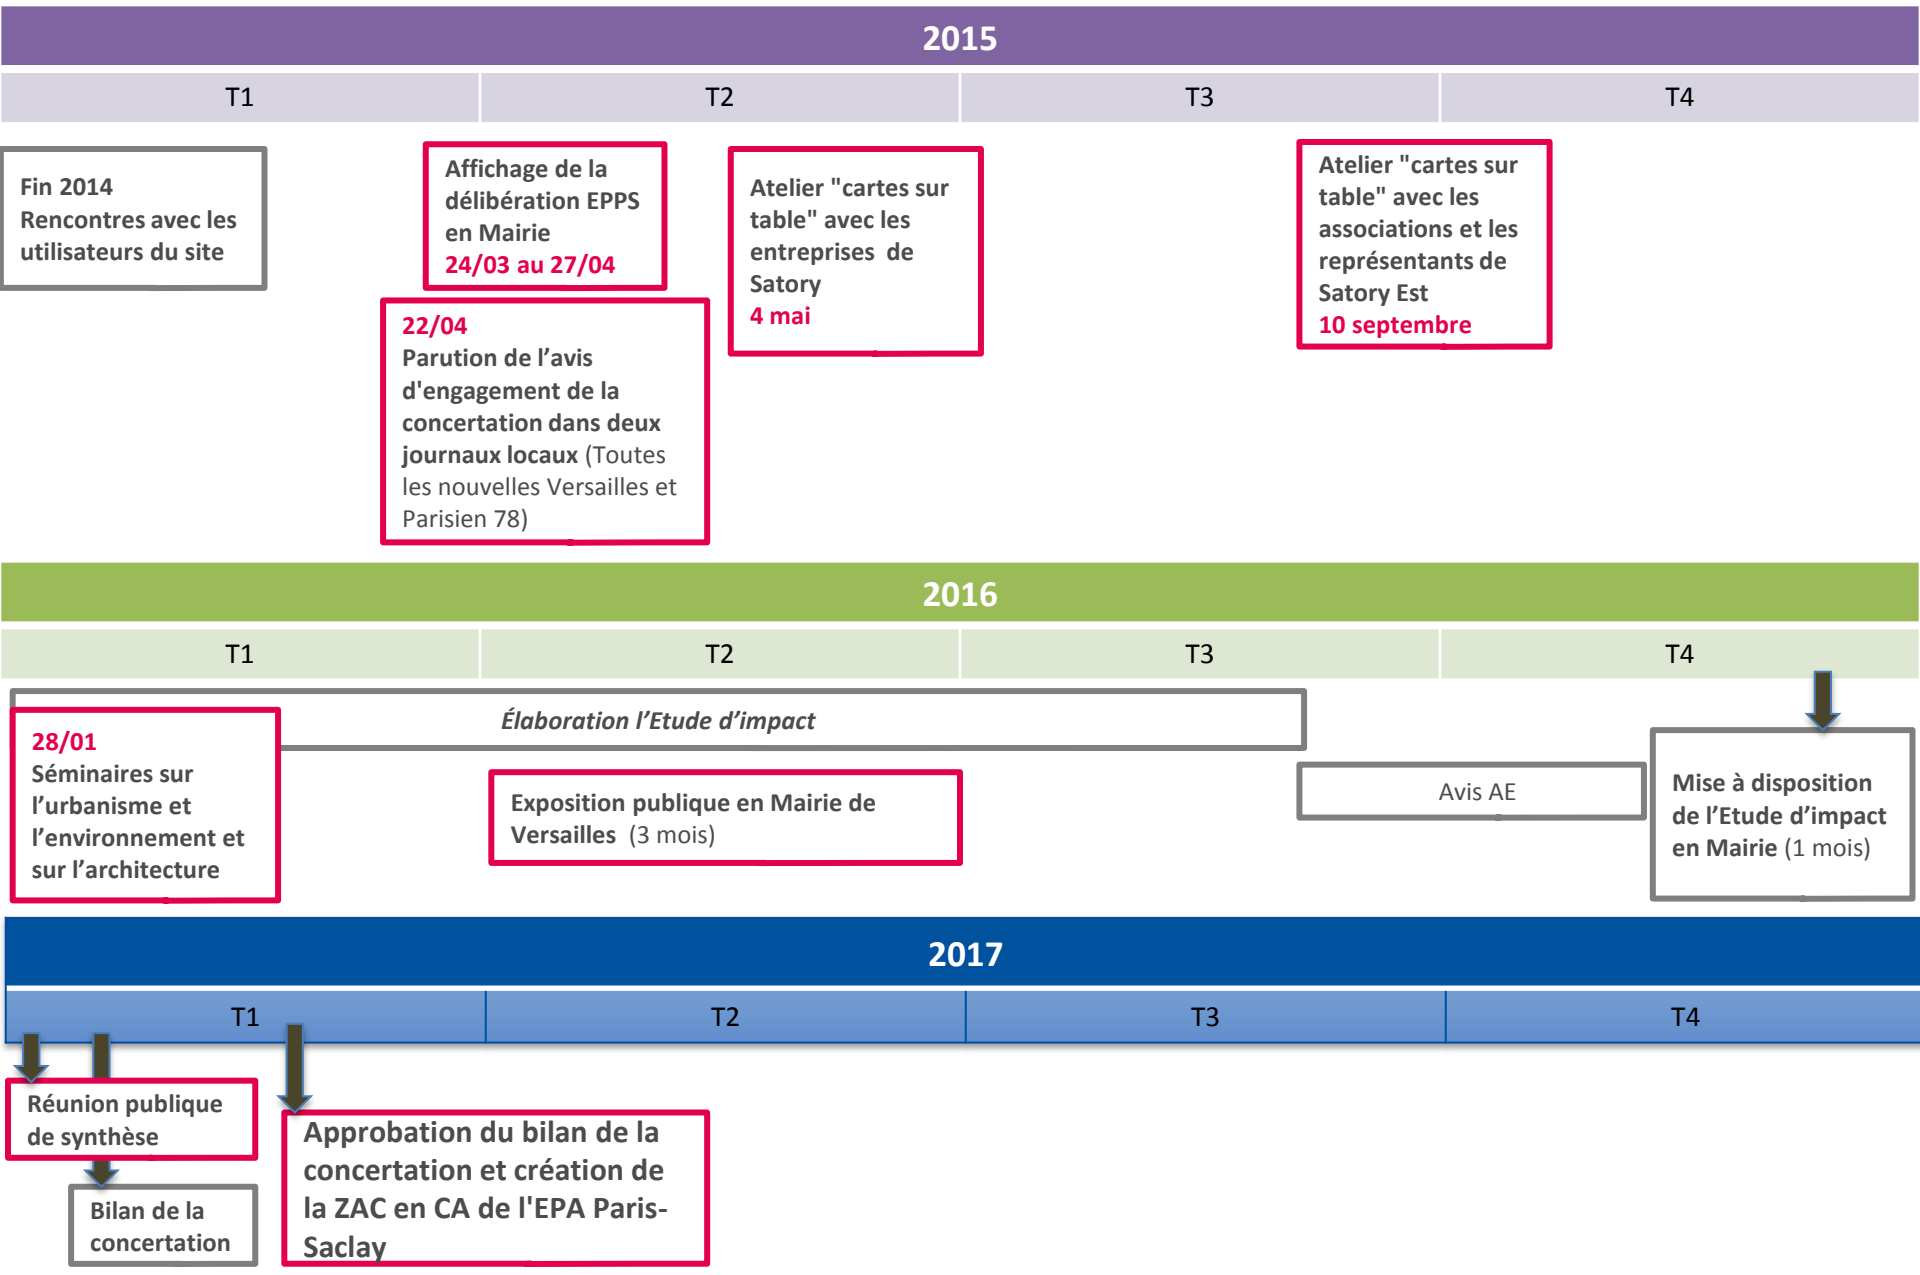 2015
T1
T2
T3
T4
Fin 2014
Rencontres avec les
utilisateurs du site
Affichage de la
délibération EPPS
en Mairie
24/03 au 27/04
22/04
Parution de l’avis
d'engagement de la
concertation dans deux
journaux locaux (Toutes
les nouvelles Versailles et
Parisien 78)
Atelier "cartes sur
table" avec les
entreprises de
Satory
4 mai
Atelier "cartes sur
table" avec les
associations et les
représentants de
Satory Est
10 septembre
2016
T1
T2
T3
T4
Élaboration l’Etude d’impact
28/01
Séminaires sur
l’urbanisme et
l’environnement et
sur l’architecture
Exposition publique en Mairie de
Versailles (3 mois)
Avis AE
Mise à disposition
de l’Etude d’impact
en Mairie (1 mois)
2017
T1
T2
T3
T4
Réunion publique
de synthèse
Bilan de la
concertation
Approbation du bilan de la
concertation et création de
la ZAC en CA de l'EPA Paris-
Saclay